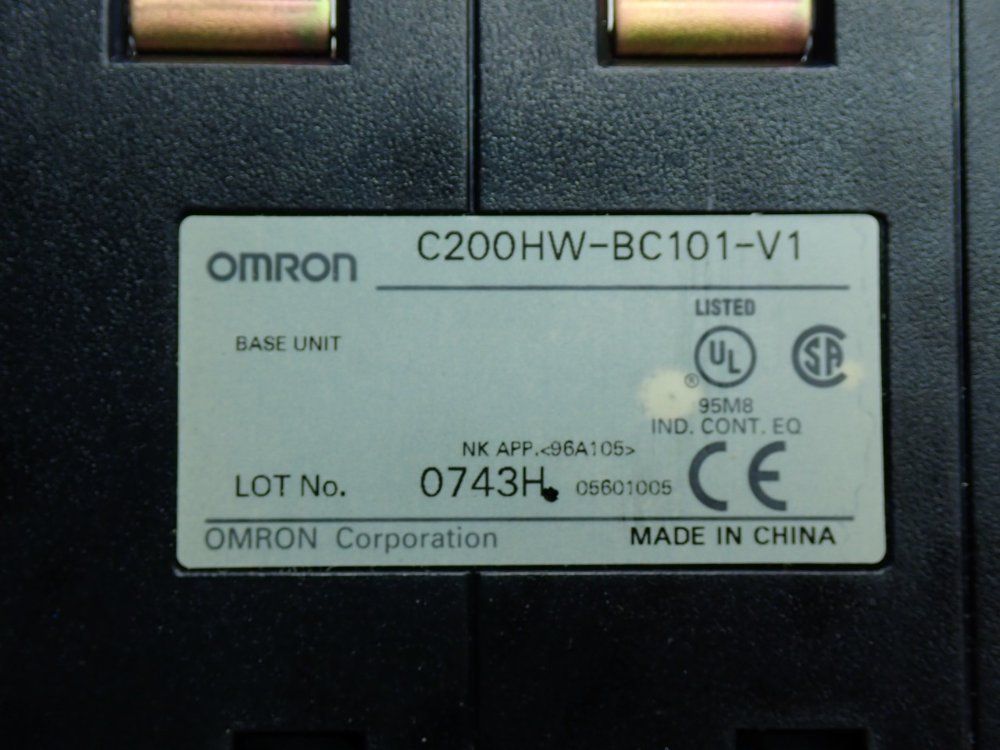 OMRON C200HW-BC101-V1
LISTED
BASE UNIT
UL SA
®
95M8
IND. CONT. EQ
NK APP.<96A105>
LOT No. 0743H 05601005 CE
OMRON Corporation MADE IN CHINA